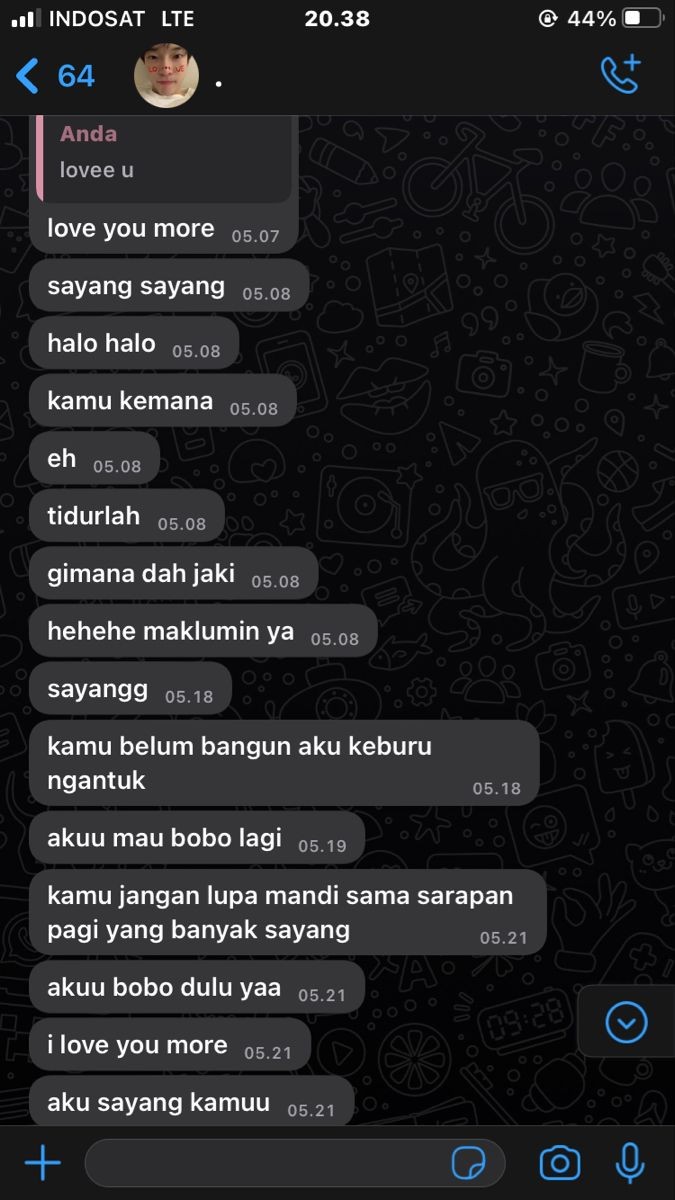 INDOSAT LTE 20.38 44%
64 .
Anda
lovee u
love you more 05.07
sayang sayang 05.08
halo halo 05.08
kamu kemana 05.08
eh 05.08
tidurlah 05.08
gimana dah jaki 05.08
hehehe maklumin ya 05.08
sayangg 05.18
kamu belum bangun aku keburu
ngantuk 05.18
akuu mau bobo lagi 05.19
kamu jangan lupa mandi sama sarapan
pagi yang banyak sayang 05.21
akuu bobo dulu yaa 05.21
09:28
i love you more 05.21
aku sayang kamuu 05.21